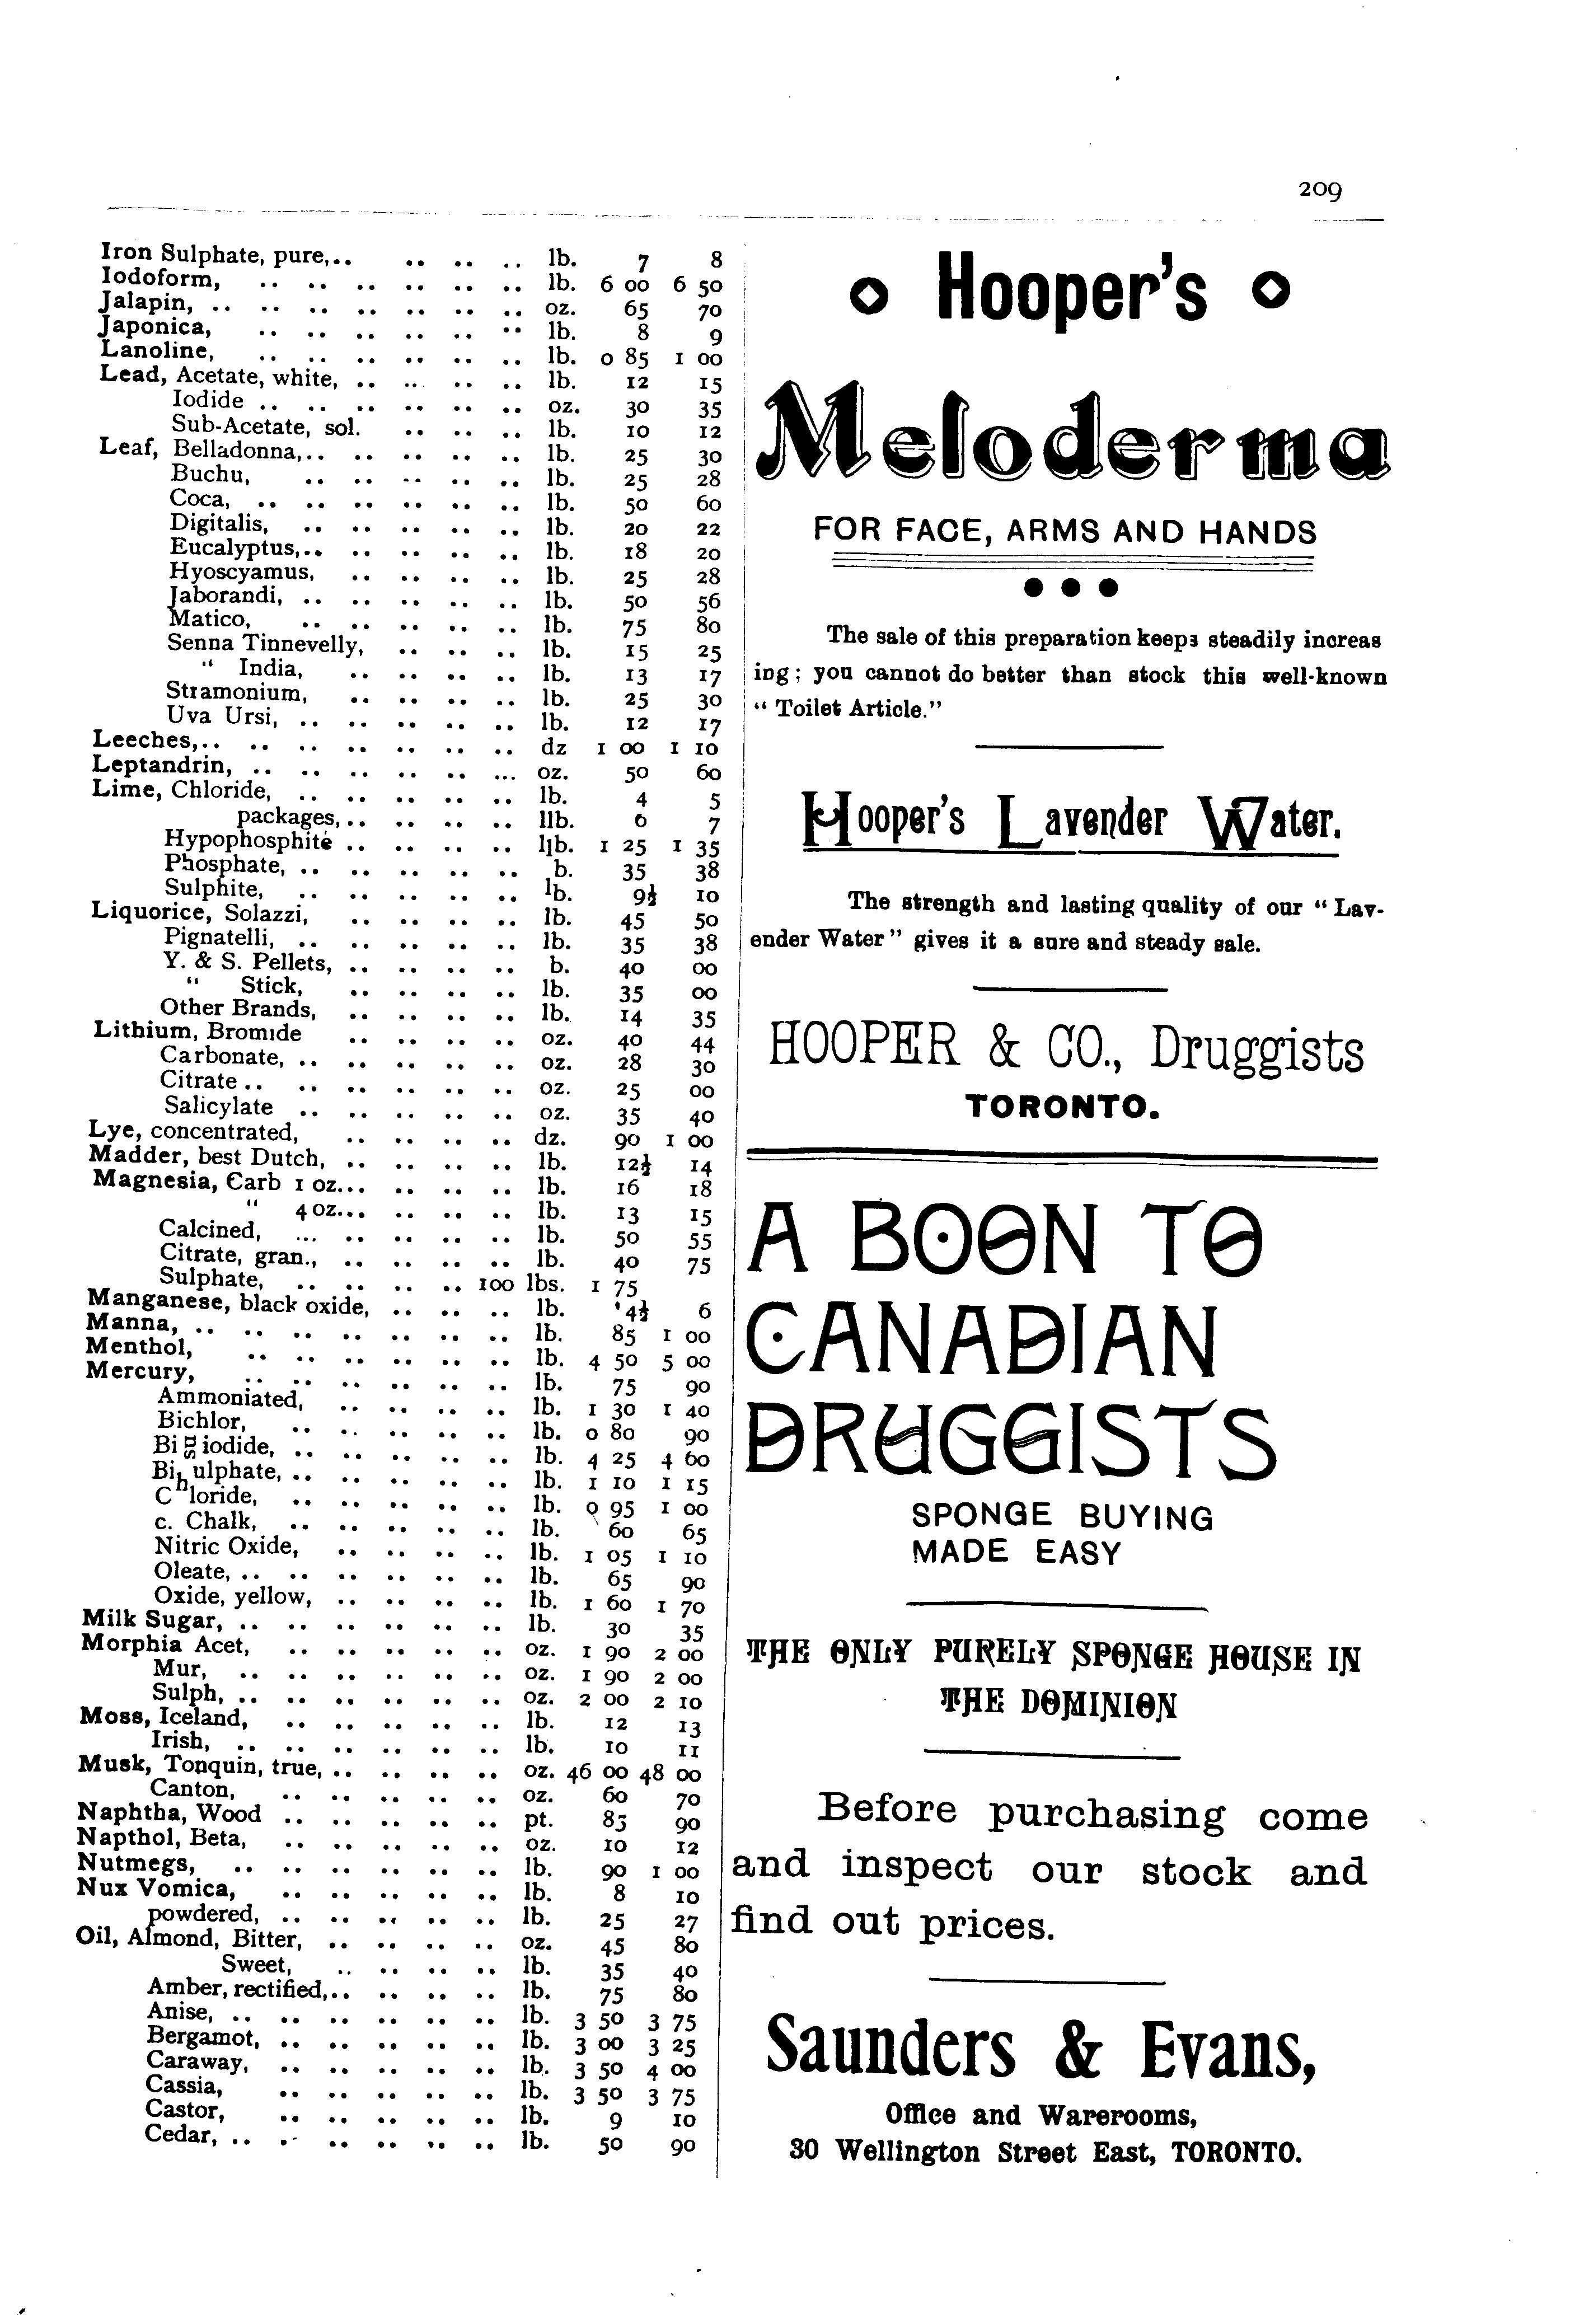 209
Iron Sulphate, pure,.. .. .. .. lb. 7 8
Iodoform, .. .. .. .. .. .. lb. 6 00 6 50
Jalapin, .. .. .. .. .. .. .. oz. 65 70
Japonica, .. .. .. .. .. .. lb. 8 9
Lanoline, .. .. .. .. .. .. lb. 0 85 1 00
Lead, Acetate, white, .. .. .. .. lb. 12 15
Iodide .. .. .. .. .. .. oz. 30 35
Sub-Acetate, sol. .. .. .. lb. 10 12
Leaf, Belladonna,.. .. .. .. .. lb. 25 30
Buchu, .. .. .. .. .. lb. 25 28
Coca, .. .. .. .. .. .. lb. 50 60
Digitalis, .. .. .. .. .. lb. 20 22
Eucalyptus,.. .. .. .. .. lb. 18 20
Hyoscyamus, .. .. .. .. lb. 25 28
Jaborandi, .. .. .. .. .. lb. 50 56
Matico, .. .. .. .. .. lb. 75 80
Senna Tinnevelly, .. .. .. lb. 15 25
" India, .. .. .. .. lb. 13 17
Stramonium, .. .. .. .. lb. 25 30
Uva Ursi, .. .. .. .. .. lb. 12 17
Leeches,.. .. .. .. .. .. .. dz 1 00 1 10
Leptandrin, .. .. .. .. .. ... oz. 50 60
Lime, Chloride, .. .. .. .. .. lb. 4 5
packages,.. .. .. .. llb. 6 7
Hypophosphite .. .. .. .. llb. 1 25 1 35
Phosphate, .. .. .. .. .. b. 35 38
Sulphite, .. .. .. .. .. lb. 9½ 10
Liquorice, Solazzi, .. .. .. .. lb. 45 50
Pignatelli, .. .. .. .. .. lb. 35 38
Y. & S. Pellets, .. .. .. .. b. 40 00
" Stick, .. .. .. .. lb. 35 00
Other Brands, .. .. .. .. lb. 14 35
Lithium, Bromide .. .. .. .. oz. 40 44
Carbonate, .. .. .. .. .. oz. 28 30
Citrate .. .. .. .. .. .. oz. 25 00
Salicylate .. .. .. .. .. oz. 35 40
Lye, concentrated, .. .. .. .. dz. 90 1 00
Madder, best Dutch, .. .. .. .. lb. 12½ 14
Magnesia, Carb 1 oz... .. .. .. lb. 16 18
" 4 oz... .. .. .. lb. 13 15
Calcined, ... .. .. .. .. lb. 50 55
Citrate, gran., .. .. .. .. lb. 40 75
Sulphate, .. .. .. .. 100 lbs. 1 75
Manganese, black oxide, .. .. .. lb. 4½ 6
Manna, .. .. .. .. .. .. .. lb. 85 1 00
Menthol, .. .. .. .. .. .. lb. 4 50 5 00
Mercury, .. .. .. .. .. .. lb. 75 90
Ammoniated, .. .. .. .. lb. 1 30 1 40
Bichlor, .. .. .. .. .. lb. 0 80 90
Bi iodide, .. .. .. .. .. lb. 4 25 4 60
Bi ulphate, .. .. .. .. .. lb. 1 10 1 15
C h loride, .. .. .. .. .. lb. 0 95 1 00
c. Chalk, .. .. .. .. .. lb. 60 65
Nitric Oxide, .. .. .. .. lb. 1 05 1 10
Oleate, .. .. .. .. .. .. lb. 65 90
Oxide, yellow, .. .. .. .. lb. 1 60 1 70
Milk Sugar, .. .. .. .. .. .. lb. 30 35
Morphia Acet, .. .. .. .. .. oz. 1 90 2 00
Mur, .. .. .. .. .. .. oz. 1 90 2 00
Sulph, .. .. .. .. .. .. oz. 2 00 2 10
Moss, Iceland, .. .. .. .. .. lb. 12 13
Irish, .. .. .. .. .. .. lb. 10 11
Musk, Tonquin, true, .. .. .. .. oz. 46 00 48 00
Canton, .. .. .. .. .. oz. 60 70
Naphtha, Wood .. .. .. .. .. pt. 85 90
Napthol, Beta, .. .. .. .. .. oz. 10 12
Nutmegs, .. .. .. .. .. .. lb. 90 1 00
Nux Vomica, .. .. .. .. .. lb. 8 10
powdered, .. .. .. .. .. lb. 25 27
Oil, Almond, Bitter, .. .. .. .. oz. 45 80
Sweet, .. .. .. .. lb. 35 40
Amber, rectified,.. .. .. .. lb. 75 80
Anise, .. .. .. .. .. .. lb. 3 50 3 75
Bergamot, .. .. .. .. .. lb. 3 00 3 25
Caraway, .. .. .. .. .. lb. 3 50 4 00
Cassia, .. .. .. .. .. lb. 3 50 3 75
Castor, .. .. .. .. .. lb. 9 10
Cedar, .. .. .. .. .. .. lb. 50 90
Hooper's
Meloderma
FOR FACE, ARMS AND HANDS
The sale of this preparation keeps steadily increas
ing; you cannot do better than stock this well-known
"Toilet Article."
Hooper's Lavender Water.
The strength and lasting quality of our "Lav-
ender Water" gives it a sure and steady sale.
HOOPER & CO., Druggists
TORONTO.
A BOON TO
CANADIAN
DRUGGISTS
SPONGE BUYING
MADE EASY
THE ONLY PURELY SPONGE HOUSE IN
THE DOMINION
Before purchasing come
and inspect our stock and
find out prices.
Saunders & Evans,
Office and Warerooms,
30 Wellington Street East, TORONTO.